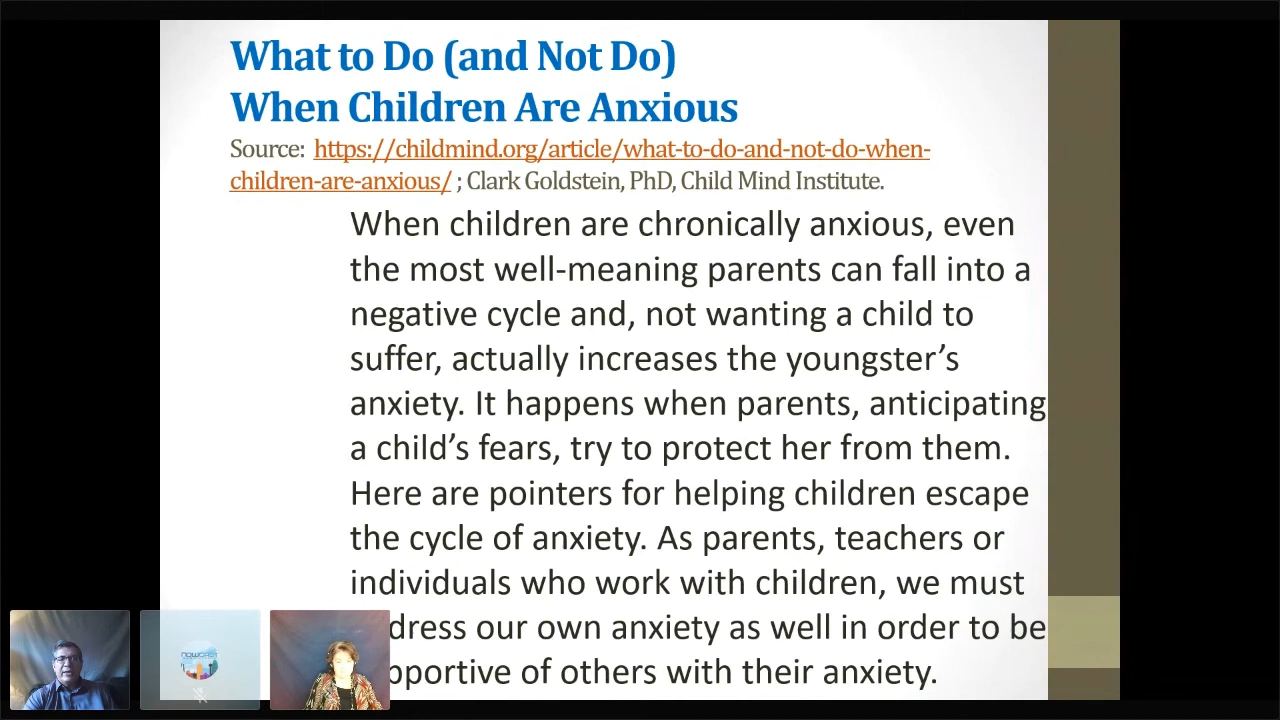 What to Do (and Not Do)
When Children Are Anxious
Source: https://childmind.org/article/what-to-do-and-not-do-when-
children-are-anxious/ ; Clark Goldstein, PhD, Child Mind Institute.
When children are chronically anxious, even
the most well-meaning parents can fall into a
negative cycle and, not wanting a child to
suffer, actually increases the youngster’s
anxiety. It happens when parents, anticipating
a child’s fears, try to protect her from them.
Here are pointers for helping children escape
the cycle of anxiety. As parents, teachers or
individuals who work with children, we must
dress our own anxiety as well in order to be
pportive of others with their anxiety.
NOWCAST